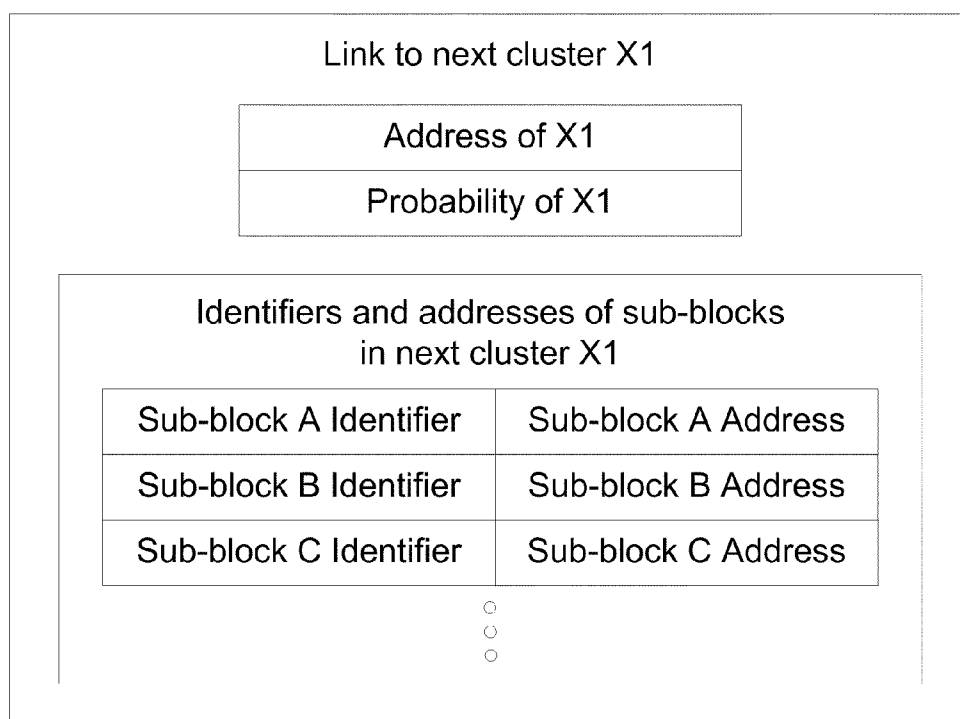 Link to next cluster X1
Address of X1
Probability of X1
Identifiers and addresses of sub-blocks
in next cluster X1
Sub-block A Identifier Sub-block A Address
Sub-block B Identifier Sub-block B Address
Sub-block C Identifier Sub-block C Address